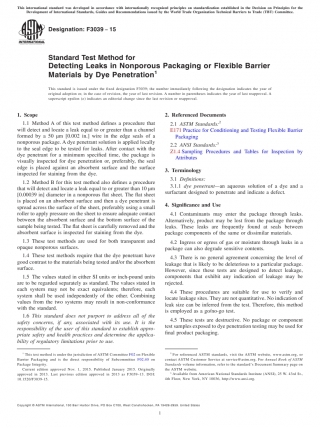 This international standard was developed in accordance with internationally recognized principles on standardization established in the Decision on Principles for the
Development of International Standards, Guides and Recommendations issued by the World Trade Organization Technical Barriers to Trade (TBT) Committee.
Designation: F3039 − 15
INTERNATIONAL
Standard Test Method for
Detecting Leaks in Nonporous Packaging or Flexible Barrier
Materials by Dye Penetration1
This standard is issued under the fixed designation F3039; the number immediately following the designation indicates the year of
original adoption or, in the case of revision, the year of last revision. A number in parentheses indicates the year of last reapproval. A
superscript epsilon (ε) indicates an editorial change since the last revision or reapproval.
1. Scope
1.1 Method A of this test method defines a procedure that
will detect and locate a leak equal to or greater than a channel
formed by a 50 µm [0.002 in.] wire in the edge seals of a
nonporous package. A dye penetrant solution is applied locally
to the seal edge to be tested for leaks. After contact with the
dye penetrant for a minimum specified time, the package is
visually inspected for dye penetration or, preferably, the seal
edge is placed against an absorbent surface and the surface
inspected for staining from the dye.
1.2 Method B for this test method also defines a procedure
that will detect and locate a leak equal to or greater than 10 µm
[0.00039 in] diameter in a nonporous flat sheet. The flat sheet
is placed on an absorbent surface and then a dye penetrant is
spread across the surface of the sheet, preferably using a small
roller to apply pressure on the sheet to ensure adequate contact
between the absorbent surface and the bottom surface of the
sample being tested. The flat sheet is carefully removed and the
absorbent surface is inspected for staining from the dye.
1.3 These test methods are used for both transparent and
opaque nonporous surfaces.
1.4 These test methods require that the dye penetrant have
good contrast to the materials being tested and/or the absorbent
surface.
1.5 The values stated in either SI units or inch-pound units
are to be regarded separately as standard. The values stated in
each system may not be exact equivalents; therefore, each
system shall be used independently of the other. Combining
values from the two systems may result in non-conformance
with the standard.
1.6 This standard does not purport to address all of the
safety concerns, if any, associated with its use. It is the
responsibility of the user of this standard to establish appro-
priate safety and health practices and determine the applica-
bility of regulatory limitations prior to use.
1 This test method is under the jurisdiction of ASTM Committee F02 on Flexible
Barrier Packaging and is the direct responsibility of Subcommittee F02.40 on
Package Integrity.
Current edition approved Nov. 1, 2015. Published January 2015. Originally
approved in 2013. Last previous edition approved in 2013 as F3039–13. DOI:
10.1520/F3039-15.
2. Referenced Documents
2.1 ASTM Standards:2
E171 Practice for Conditioning and Testing Flexible Barrier
Packaging
2.2 ANSI Standards:3
Z1.4 Sampling Procedures and Tables for Inspection by
Attributes
3. Terminology
3.1 Definitions:
3.1.1 dye penetrant—an aqueous solution of a dye and a
surfactant designed to penetrate and indicate a defect.
4. Significance and Use
4.1 Contaminants may enter the package through leaks.
Alternatively, product may be lost from the package through
leaks. These leaks are frequently found at seals between
package components of the same or dissimilar materials.
4.2 Ingress or egress of gas or moisture through leaks in a
package can also degrade sensitive contents.
4.3 There is no general agreement concerning the level of
leakage that is likely to be deleterious to a particular package.
However, since these tests are designed to detect leakage,
components that exhibit any indication of leakage may be
rejected.
4.4 These procedures are suitable for use to verify and
locate leakage sites. They are not quantitative. No indication of
leak size can be inferred from the test. Therefore, this method
is employed as a go/no-go test.
4.5 These tests are destructive. No package or component
test samples exposed to dye penetration testing may be used for
final product packaging.
2 For referenced ASTM standards, visit the ASTM website, www.astm.org, or
contact ASTM Customer Service at service@astm.org. For Annual Book of ASTM
Standards volume information, refer to the standard's Document Summary page on
the ASTM website.
3 Available from American National Standards Institute (ANSI), 25 W. 43rd St.,
4th Floor, New York, NY 10036, http://www.ansi.org.
Copyright © ASTM International, 100 Barr Harbor Drive, PO Box C700, West Conshohocken, PA 19428-2959. United States
1